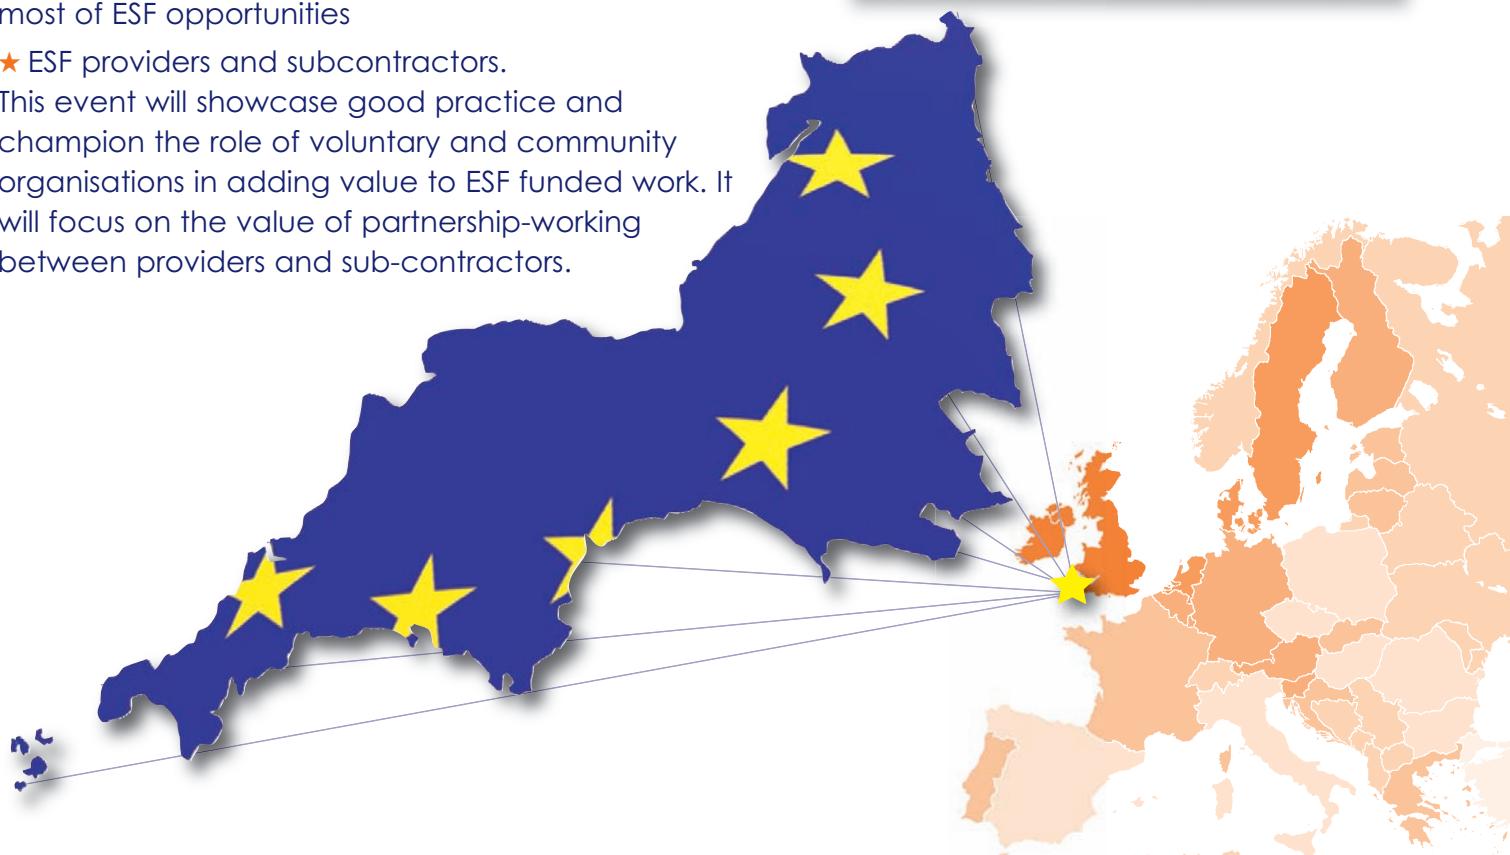 most of ESF opportunities
★ ESF providers and subcontractors.
This event will showcase good practice and
champion the role of voluntary and community
organisations in adding value to ESF funded work. It
will focus on the value of partnership-working
between providers and sub-contractors.